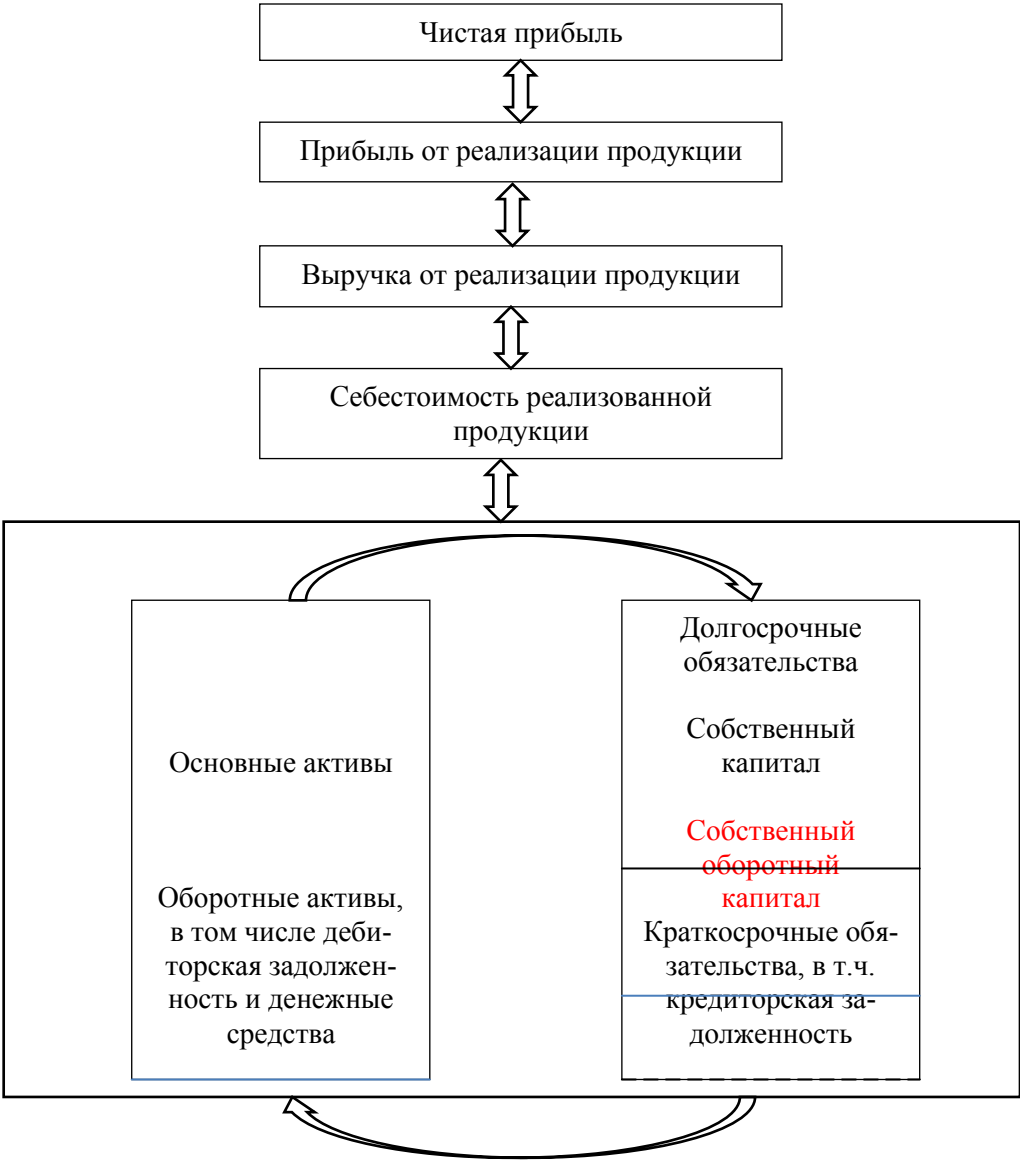 Чистая прибыль
Прибыль от реализации продукции
Выручка от реализации продукции
Себестоимость реализованной
продукции
Основные активы
Оборотные активы,
в том числе деби-
торская задолжен-
ность и денежные
средства
Долгосрочные
обязательства
Собственный
капитал
Собственный
оборотный
капитал
Краткосрочные обя-
зательства, в т.ч.
кредиторская за-
долженность